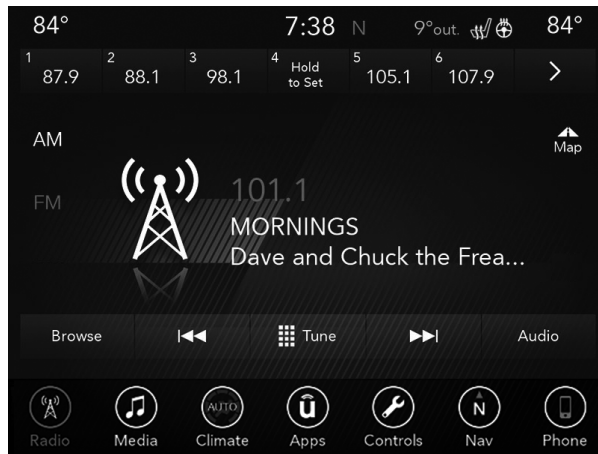 84° 7:38 N 9°out. 84°
1 87.9 2 88.1 3 98.1 4 Hold to Set 5 105.1 6 107.9
AM
Map
FM
101.1
MORNINGS
Dave and Chuck the Frea...
Browse Tune Audio
AUTO û N
Radio Media Climate Apps Controls Nav Phone